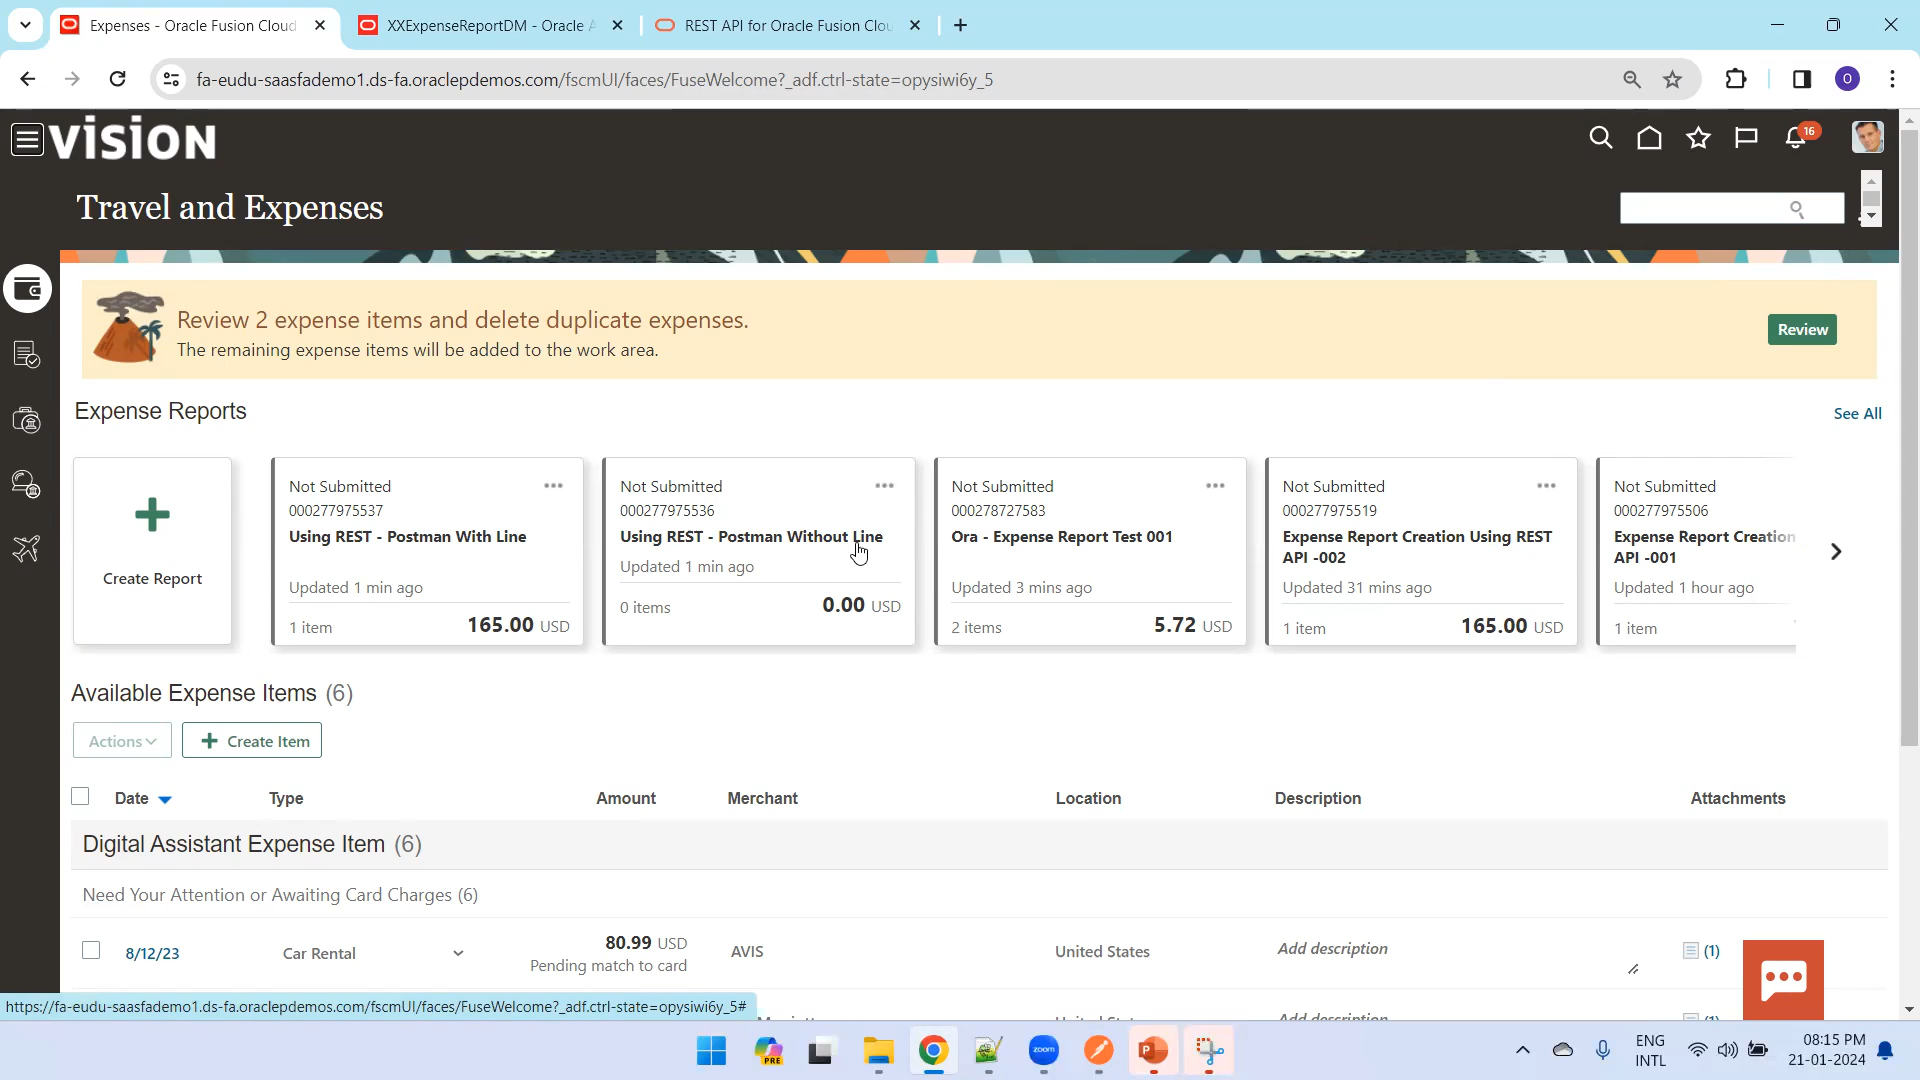 Expenses - Oracle Fusion Cloud
XXExpenseReportDM - Oracle A
REST API for Oracle Fusion Clou
fa-eudu-saasfademo1.ds-fa.oraclepdemos.com/fscmUI/faces/FuseWelcome?_adf.ctrl-state=opysiwi6y_5
O
VISION
16
Travel and Expenses
Review 2 expense items and delete duplicate expenses.
The remaining expense items will be added to the work area.
Review
Expense Reports
See All
Create Report
Not Submitted
000277975537
Using REST - Postman With Line
Updated 1 min ago
1 item
165.00 USD
Not Submitted
000277975536
Using REST - Postman Without Line
Updated 1 min ago
0 items
0.00 USD
Not Submitted
000278727583
Ora - Expense Report Test 001
Updated 3 mins ago
2 items
5.72 USD
Not Submitted
000277975519
Expense Report Creation Using REST
API -002
Updated 31 mins ago
1 item
165.00 USD
Not Submitted
000277975506
Expense Report Creation
API -001
Updated 1 hour ago
1 item
Available Expense Items (6)
Actions
Create Item
Date
Type
Amount
Merchant
Location
Description
Attachments
Digital Assistant Expense Item (6)
Need Your Attention or Awaiting Card Charges (6)
8/12/23
Car Rental
80.99 USD
Pending match to card
AVIS
United States
Add description
(1)
https://fa-eudu-saasfademo1.ds-fa.oraclepdemos.com/fscmUI/faces/FuseWelcome?_adf.ctrl-state=opysiwi6y_5#
Add description
(1)
PRE
zoom
ENG
INTL
08:15 PM
21-01-2024